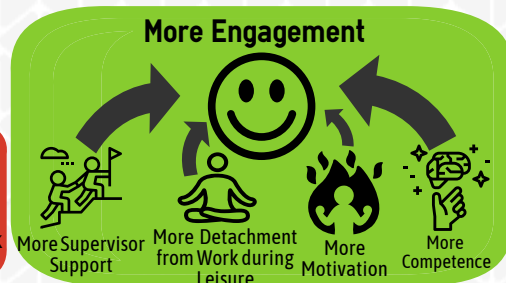 More Engagement
More Supervisor
Support
More Detachment
from Work during
Leisure
More
Motivation
More
Competence